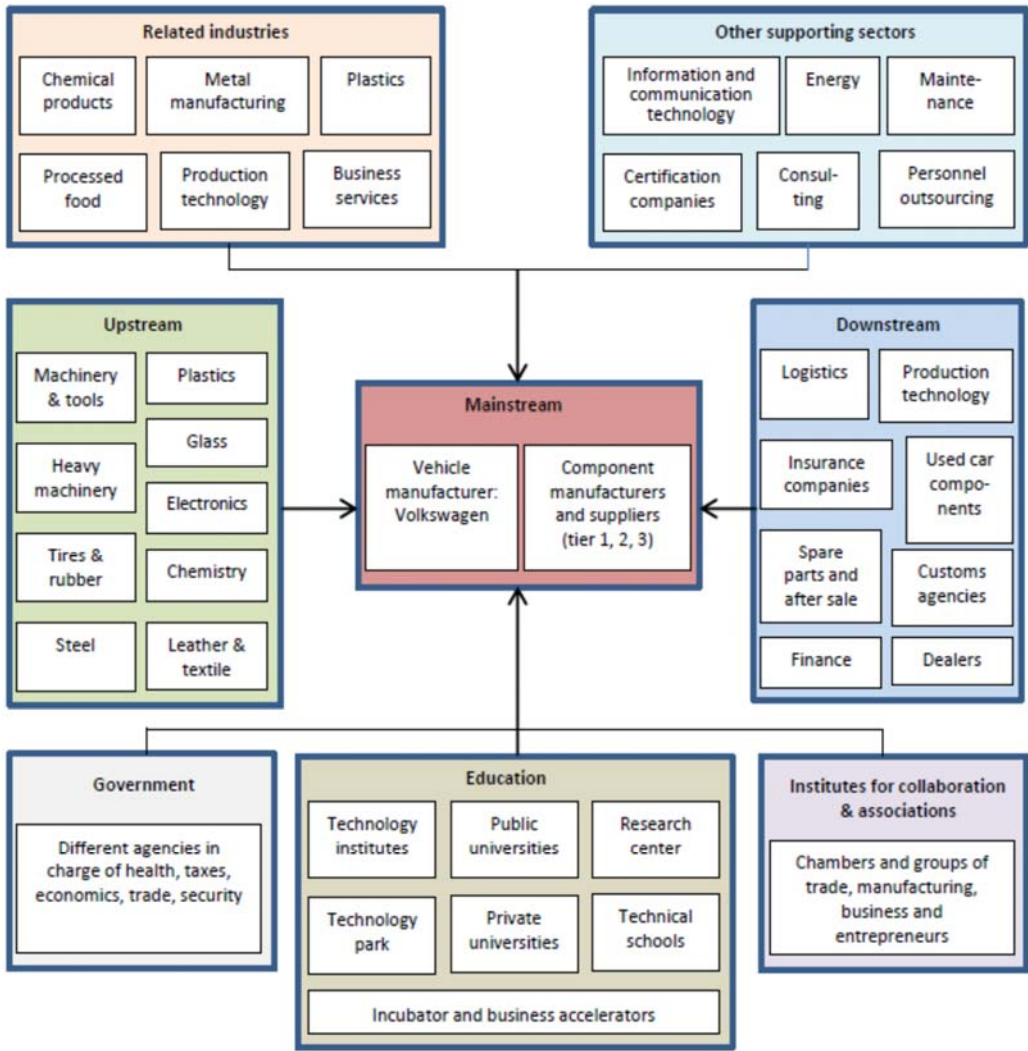 Related industries
Chemical
products
Metal
manufacturing
Plastics
Processed
food
Production
technology
Business
services
Other supporting sectors
Information and
communication
technology
Energy
Mainte-
nance
Certification
companies
Consul-
ting
Personnel
outsourcing
Upstream
Machinery
& tools
Plastics
Glass
Heavy
machinery
Electronics
Tires &
rubber
Chemistry
Steel
Leather &
textile
Mainstream
Vehicle
manufacturer:
Volkswagen
Component
manufacturers
and suppliers
(tier 1, 2, 3)
Downstream
Logistics
Production
technology
Insurance
companies
Used car
compo-
nents
Spare
parts and
after sale
Customs
agencies
Finance
Dealers
Government
Different agencies in
charge of health, taxes,
economics, trade, security
Education
Technology
institutes
Public
universities
Research
center
Technology
park
Private
universities
Technical
schools
Incubator and business accelerators
Institutes for collaboration
& associations
Chambers and groups of
trade, manufacturing,
business and
entrepreneurs